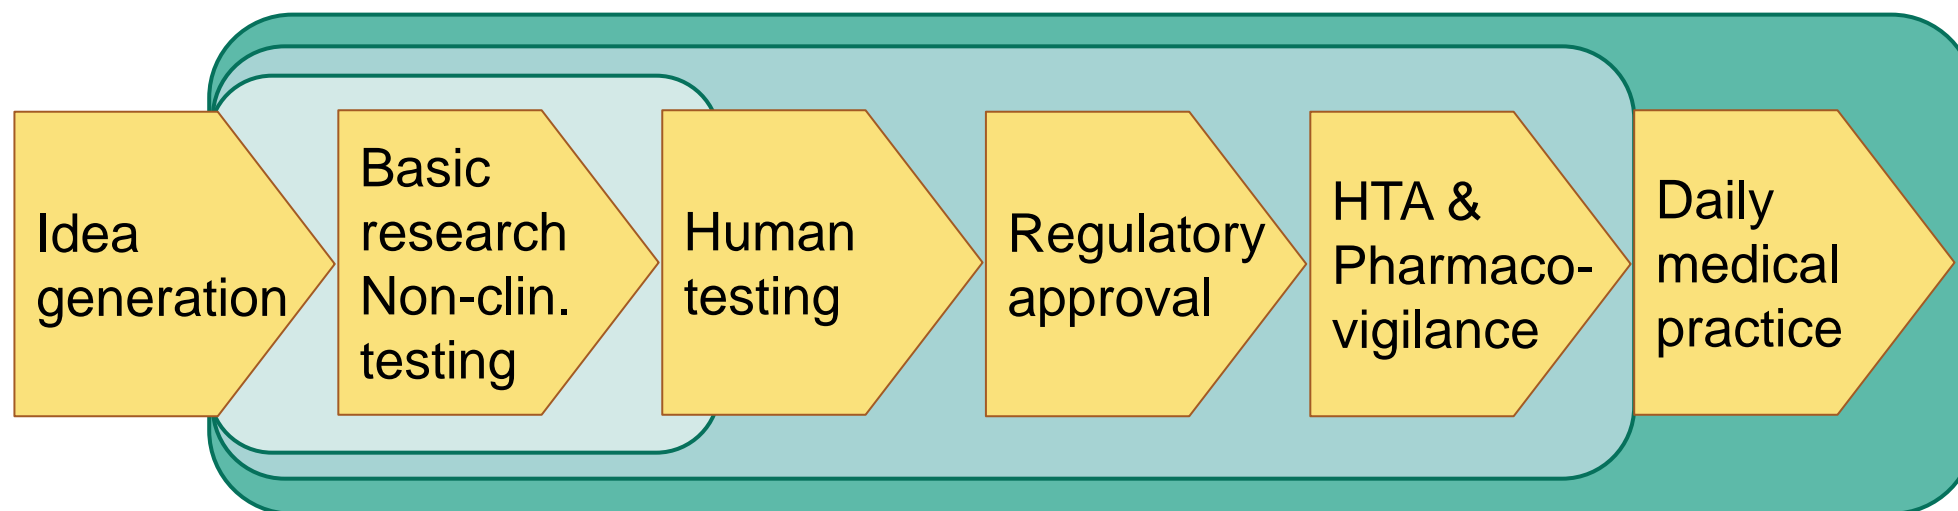 Idea
generation
Basic
research
Non-clin.
testing
Human
testing
Regulatory
approval
HTA &
Pharmaco-
vigilance
Daily
medical
practice